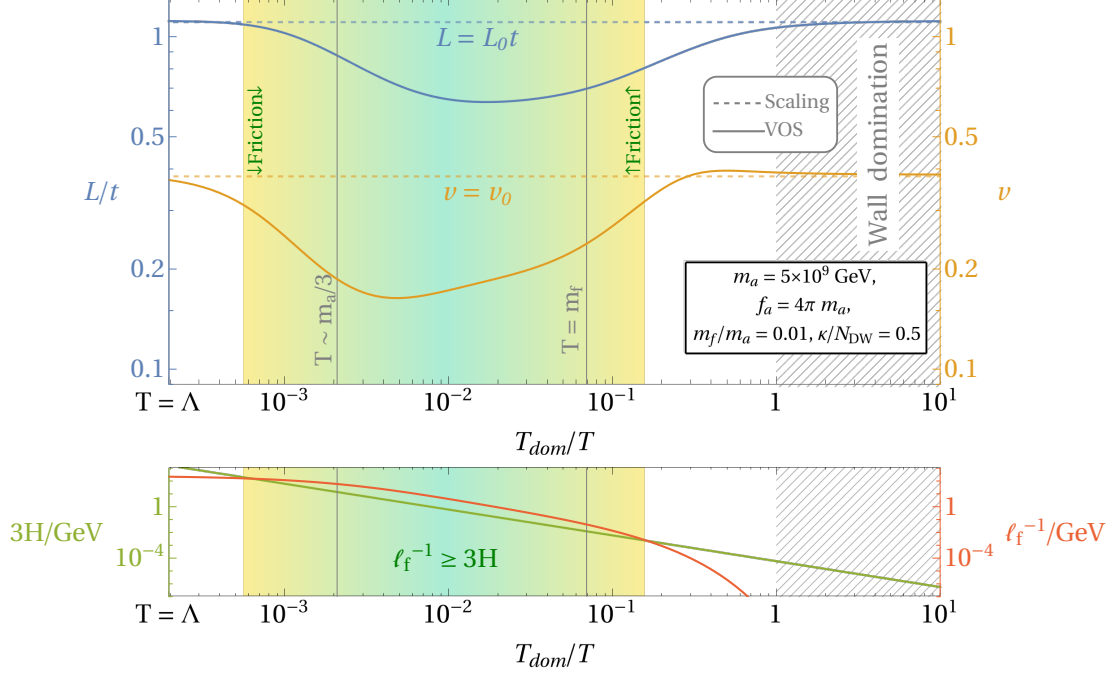 1
0.5
L/t
0.2
0.1
L = L₀t
↓Friction↓
↑Friction↑
υ = υ₀
T ~ mₐ/3
T = m_f
Scaling
VOS
Wall domination
mₐ = 5×10⁹ GeV,
fₐ = 4π mₐ,
m_f/mₐ = 0.01, κ/N_DW = 0.5
1
0.5
υ
0.2
0.1
T = Λ
10⁻³
10⁻²
10⁻¹
1
10¹
T_dom/T
1
3H/GeV
10⁻⁴
ℓ_f⁻¹ ≥ 3H
1
ℓ_f⁻¹/GeV
10⁻⁴
T = Λ
10⁻³
10⁻²
10⁻¹
1
10¹
T_dom/T